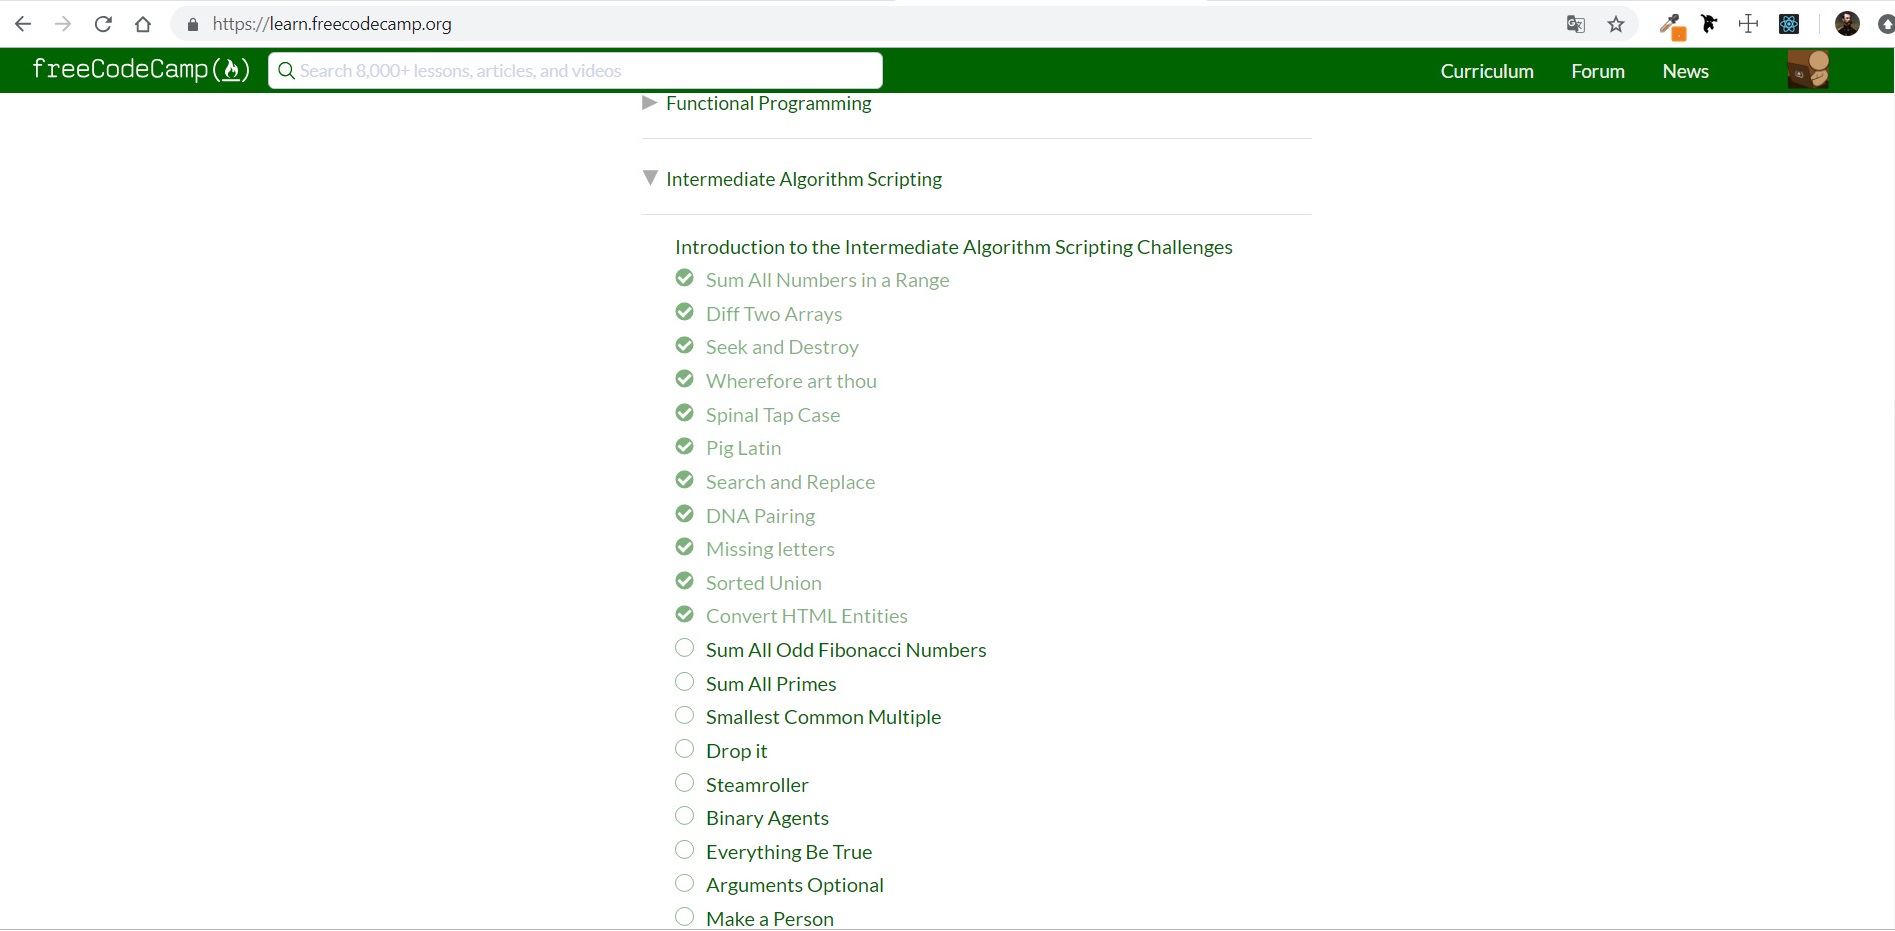 https://learn.freecodecamp.org
freeCodeCamp
Search 8,000+ lessons, articles, and videos
Curriculum Forum News
Functional Programming
Intermediate Algorithm Scripting
Introduction to the Intermediate Algorithm Scripting Challenges
Sum All Numbers in a Range
Diff Two Arrays
Seek and Destroy
Wherefore art thou
Spinal Tap Case
Pig Latin
Search and Replace
DNA Pairing
Missing letters
Sorted Union
Convert HTML Entities
Sum All Odd Fibonacci Numbers
Sum All Primes
Smallest Common Multiple
Drop it
Steamroller
Binary Agents
Everything Be True
Arguments Optional
Make a Person